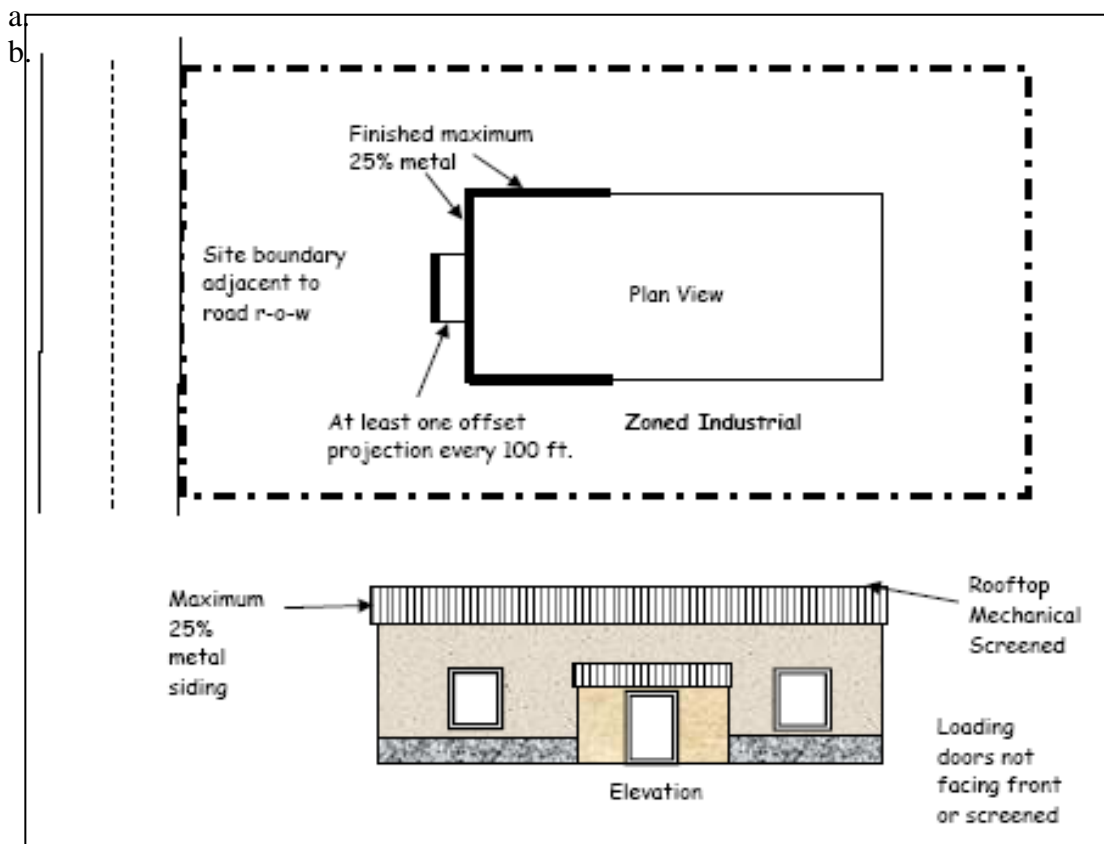 a.
b.
Finished maximum
25% metal
Site boundary
adjacent to
road r-o-w
Plan View
At least one offset
projection every 100 ft.
Zoned Industrial
Maximum
25%
metal
siding
Rooftop
Mechanical
Screened
Loading
doors not
facing front
or screened
Elevation